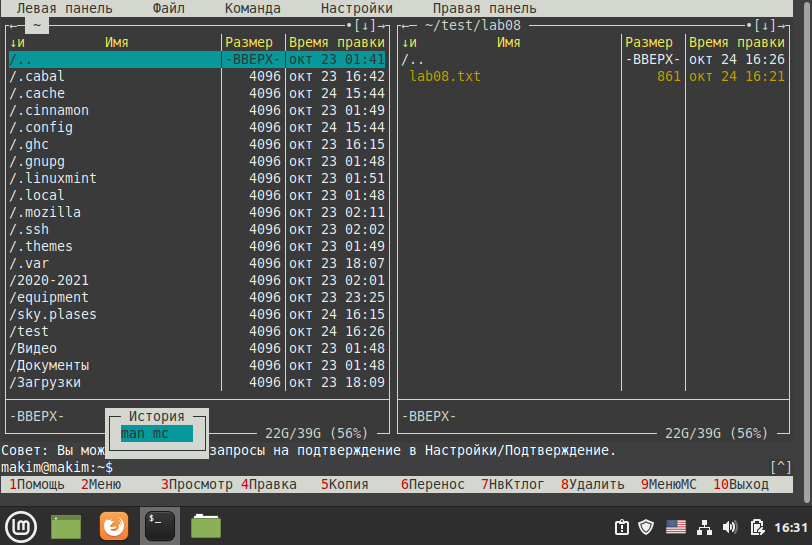 Левая панель Файл Команда Настройки Правая панель
←─ ~ •[↓]→ ←─ ~/test/lab08 •[↓]→
↓и Имя Размер Время правки ↓и Имя Размер Время правки
/.. -ВВЕРХ- окт 23 01:41 /.. -ВВЕРХ- окт 24 16:26
/.cabal 4096 окт 23 16:42 lab08.txt 861 окт 24 16:21
/.cache 4096 окт 24 15:44
/.cinnamon 4096 окт 23 01:49
/.config 4096 окт 24 15:44
/.ghc 4096 окт 23 16:15
/.gnupg 4096 окт 23 01:48
/.linuxmint 4096 окт 23 01:51
/.local 4096 окт 23 01:48
/.mozilla 4096 окт 23 02:11
/.ssh 4096 окт 23 02:02
/.themes 4096 окт 23 01:49
/.var 4096 окт 23 18:07
/2020-2021 4096 окт 23 02:01
/equipment 4096 окт 23 23:25
/sky.plases 4096 окт 24 16:15
/test 4096 окт 24 16:26
/Видео 4096 окт 23 01:48
/Документы 4096 окт 23 01:48
/Загрузки 4096 окт 23 18:09
-ВВЕРХ- -ВВЕРХ-
История
man mc
22G/39G (56%) 22G/39G (56%)
Совет: Вы мож запросы на подтверждение в Настройки/Подтверждение.
makim@makim:~$ [^]
1Помощь 2Меню 3Просмотр 4Правка 5Копия 6Перенос 7НвКтлог 8Удалить 9МенюМС 10Выход
16:31